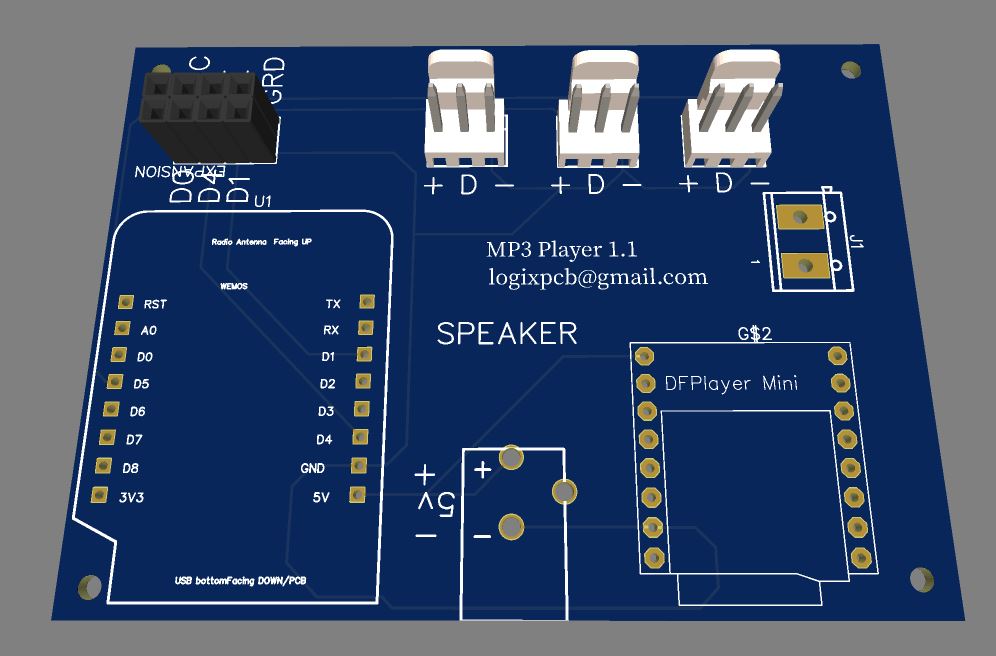 C
GRD
EXPANSION
D0
D4
D1
+ D -
+ D -
+ D -
U1
Radio Antenna Facing UP
WEMOS
RST
TX
A0
RX
D0
D1
D5
D2
D6
D3
D7
D4
D8
GND
3V3
5V
USB bottomFacing DOWN/PCB
MP3 Player 1.1
logixpcb@gmail.com
J1
1
SPEAKER
G$2
DFPlayer Mini
+
5v
-
+
-